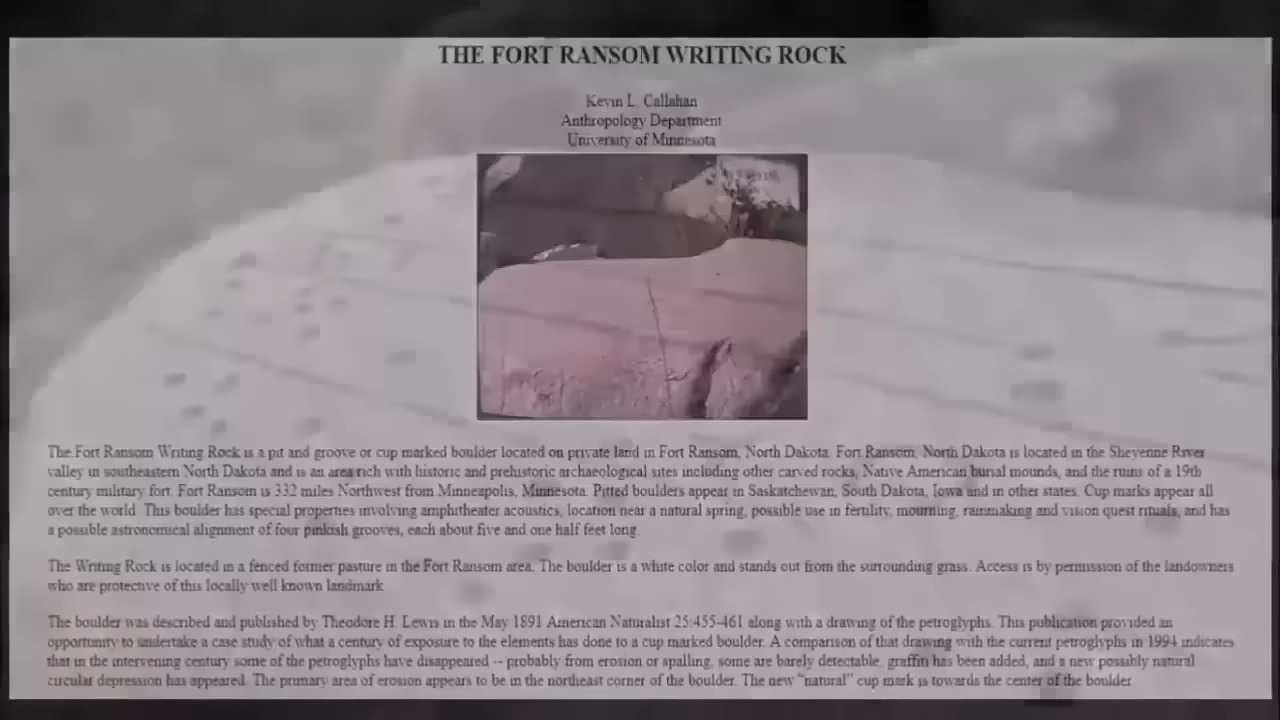 THE FORT RANSOM WRITING ROCK
Kevin L. Callahan
Anthropology Department
University of Minnesota
The Fort Ransom Writing Rock is a pit and groove or cup marked boulder located on private land in Fort Ransom, North Dakota. Fort Ransom, North Dakota is located in the Sheyenne River
valley in southeastern North Dakota and is an area rich with historic and prehistoric archaeological sites including other carved rocks, Native American burial mounds, and the ruins of a 19th
century military fort. Fort Ransom is 332 miles Northwest from Minneapolis, Minnesota. Pitted boulders appear in Saskatchewan, South Dakota, Iowa and in other states. Cup marks appear all
over the world. This boulder has special properties involving amphitheater acoustics, location near a natural spring, possible use in fertility, mourning, rainmaking and vision quest rituals, and has
a possible astronomical alignment of four pinkish grooves, each about five and one half feet long.
The Writing Rock is located in a fenced former pasture in the Fort Ransom area. The boulder is a white color and stands out from the surrounding grass. Access is by permission of the landowners
who are protective of this locally well known landmark
The boulder was described and published by Theodore H. Lewis in the May 1891 American Naturalist 25:455-461 along with a drawing of the petroglyphs. This publication provided an
opportunity to undertake a case study of what a century of exposure to the elements has done to a cup marked boulder. A comparison of that drawing with the current petroglyphs in 1994 indicates
that in the intervening century some of the petroglyphs have disappeared -- probably from erosion or spalling, some are barely detectable, graffiti has been added, and a new possibly natural
circular depression has appeared. The primary area of erosion appears to be in the northeast corner of the boulder. The new "natural" cup mark is towards the center of the boulder.